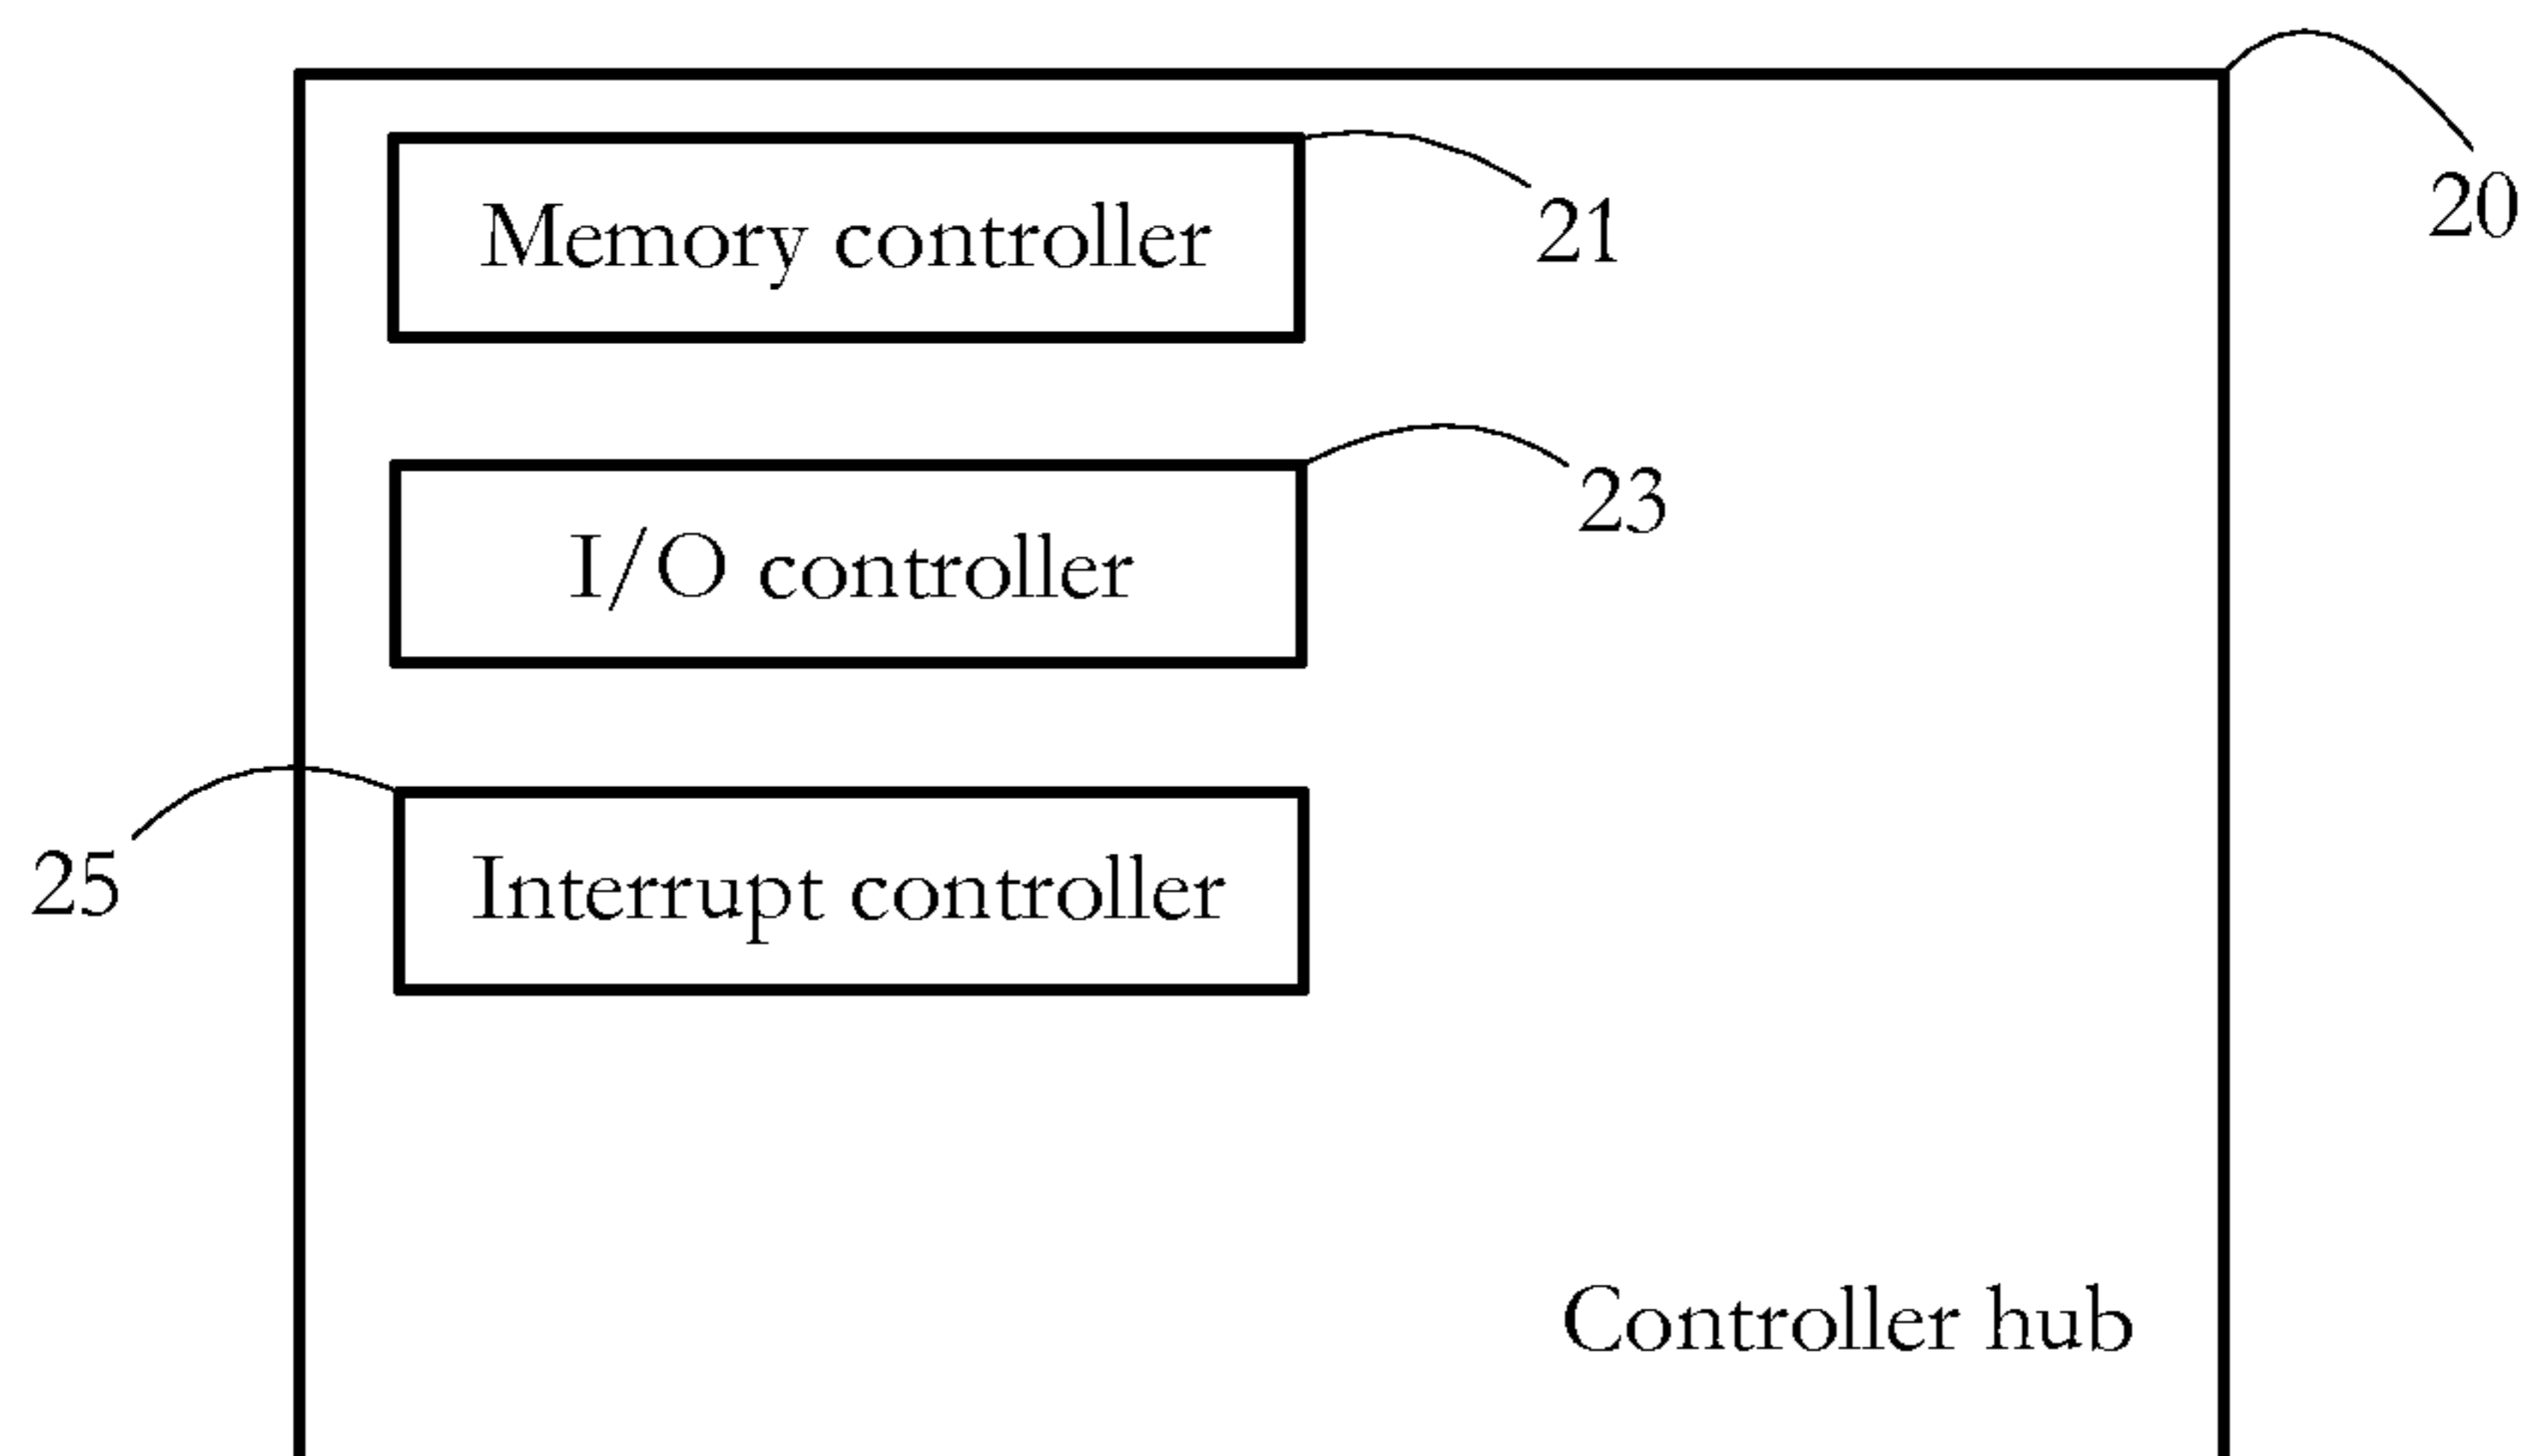 20
Memory controller
21
I/O controller
23
25
Interrupt controller
Controller hub